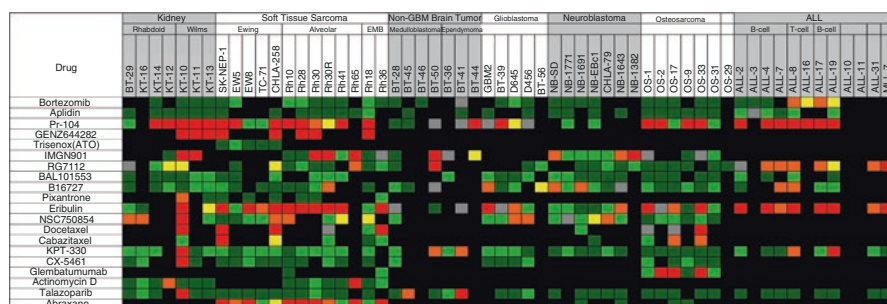 Kidney Soft Tissue Sarcoma Non-GBM Brain Tumor Glioblastoma Neuroblastoma Osteosarcoma ALL
Rhabdoid Wilms Ewing Alveolar EMB Medulloblastoma Ependymoma B-cell T-cell B-cell
Drug
BT-29 KT-16 KT-14 KT-12 KT-10 KT-11 KT-13 SK-NEP-1 EW5 EW8 TC-71 CHLA-258 Rh10 Rh28 Rh30 Rh30R Rh41 Rh65 Rh18 Rh36 BT-28 BT-45 BT-46 BT-50 BT-36 BT-41 BT-44 GBM2 BT-39 D645 D456 BT-56 NB-SD NB-1771 NB-1691 NB-EBc1 CHLA-79 NB-1643 NB-1382 OS-1 OS-2 OS-17 OS-9 OS-33 OS-31 OS-29 ALL-2 ALL-3 ALL-4 ALL-7 ALL-8 ALL-16 ALL-17 ALL-19 ALL-10 ALL-11 ALL-31
Bortezomib
Aplidin
Pr-104
GENZ644282
Trisenox(ATO)
IMGN901
RG7112
BAL101553
B16727
Pixantrone
Eribulin
NSC750854
Docetaxel
Cabazitaxel
KPT-330
CX-5461
Glembatumumab
Actinomycin D
Talazoparib
Abraxane